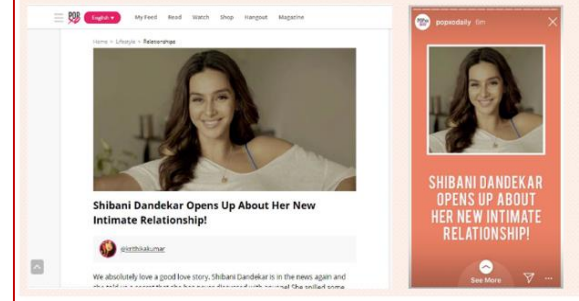 POP
English
My Feed Read Watch Shop Hangout Magazine
Home > Lifestyle > Relationships
Shibani Dandekar Opens Up About Her New
Intimate Relationship!
@krithikakumar
We absolutely love a good love story. Shibani Dandekar is in the news again and
popxodaily
SHIBANI DANDEKAR
OPENS UP ABOUT
HER NEW INTIMATE
RELATIONSHIP!
See More